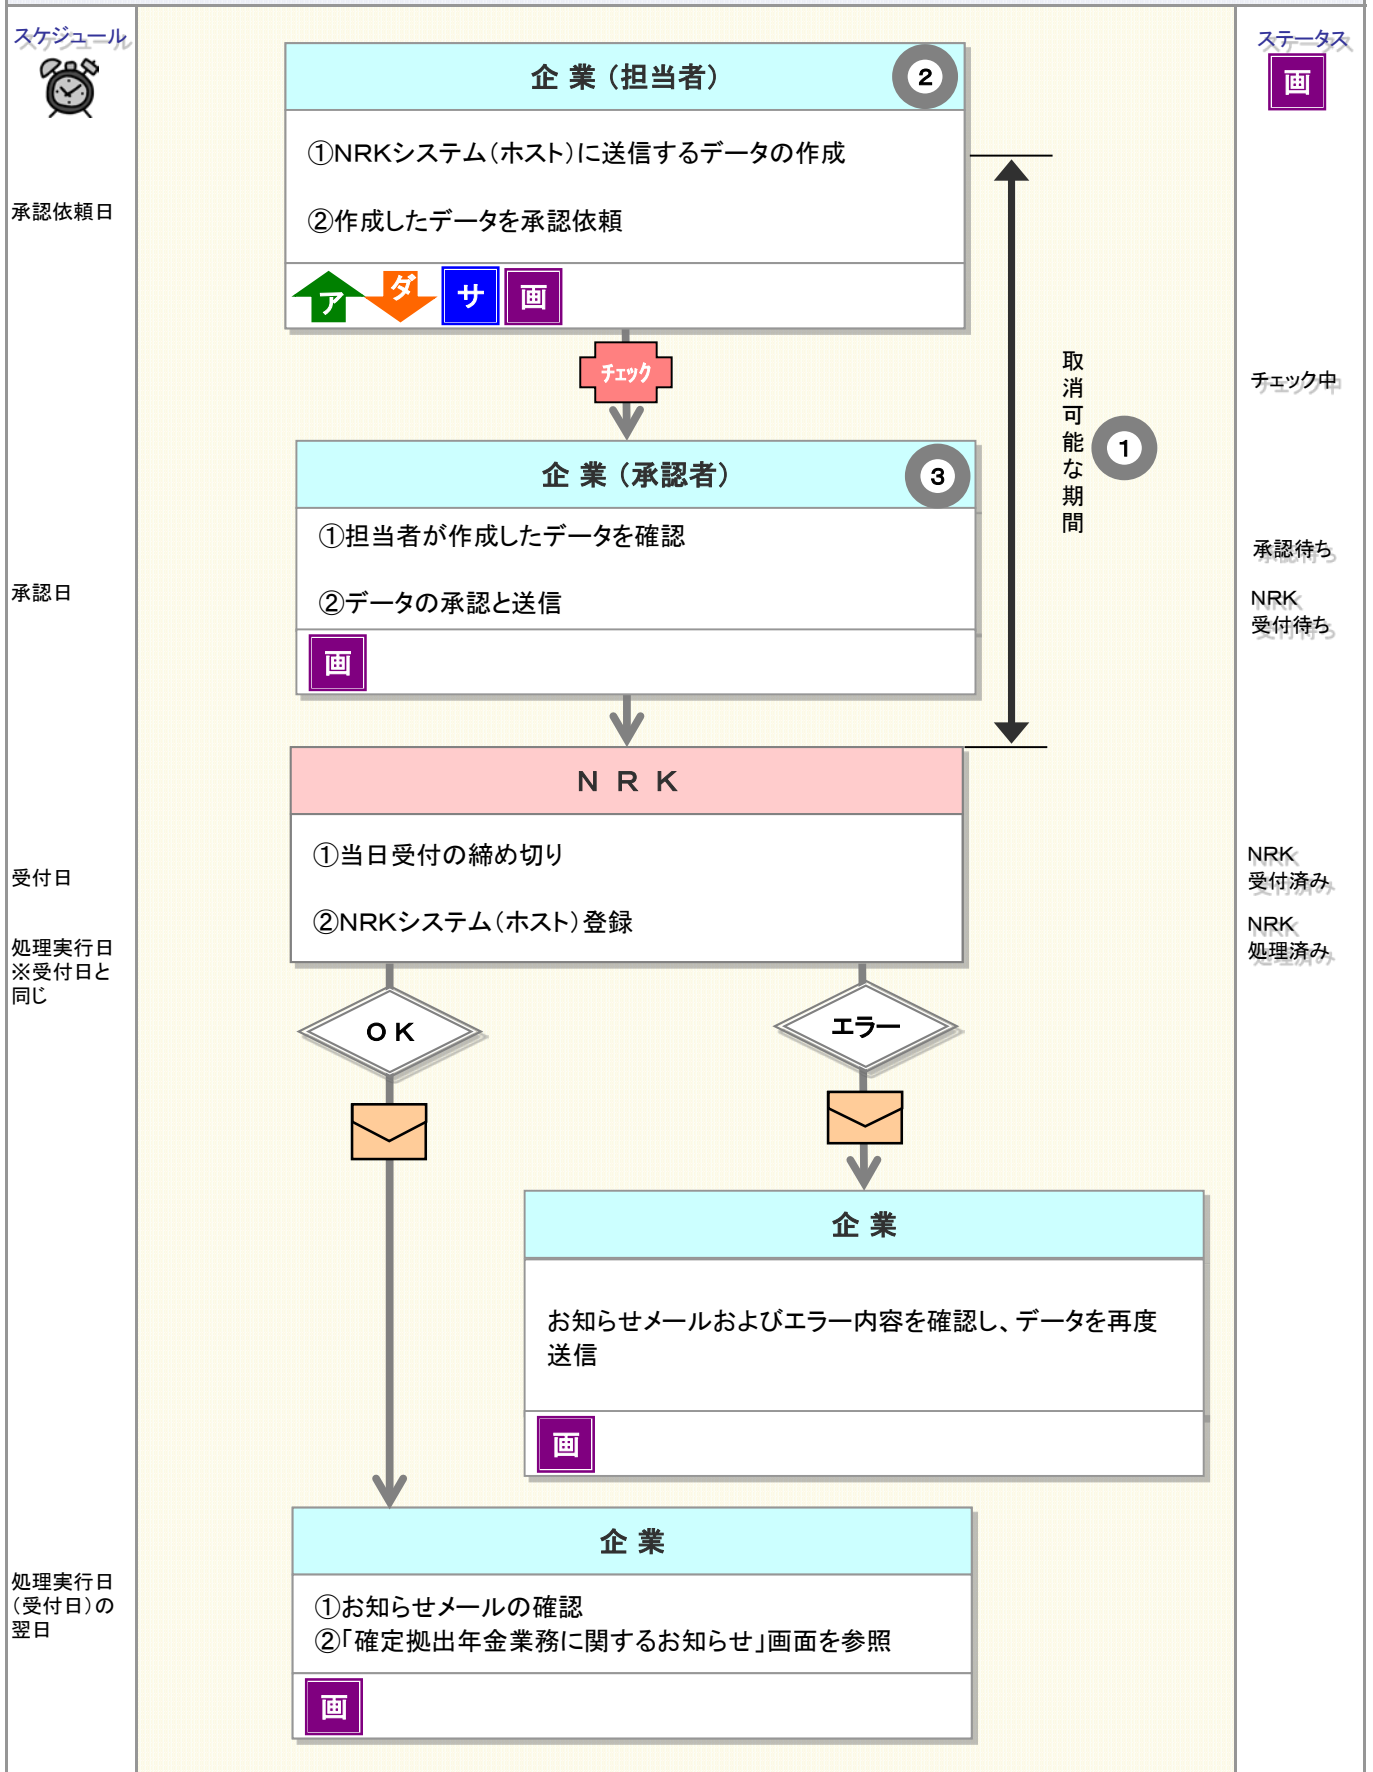 スケジュール
ステータス
画
企 業 （担当者）
２
①ＮＲＫシステム（ホスト）に送信するデータの作成
承認依頼日
②作成したデータを承認依頼
ア
ダ
サ
画
チェック
取消可能な期間
１
チェック中
企 業 （承認者）
３
①担当者が作成したデータを確認
承認待ち
承認日
②データの承認と送信
NRK
受付待ち
画
Ｎ Ｒ Ｋ
①当日受付の締め切り
受付日
NRK
受付済み
②ＮＲＫシステム（ホスト）登録
処理実行日
※受付日と
同じ
NRK
処理済み
ＯＫ
エラー
企 業
お知らせメールおよびエラー内容を確認し、データを再度
送信
画
企 業
処理実行日
（受付日）の
翌日
①お知らせメールの確認
②「確定拠出年金業務に関するお知らせ」画面を参照
画